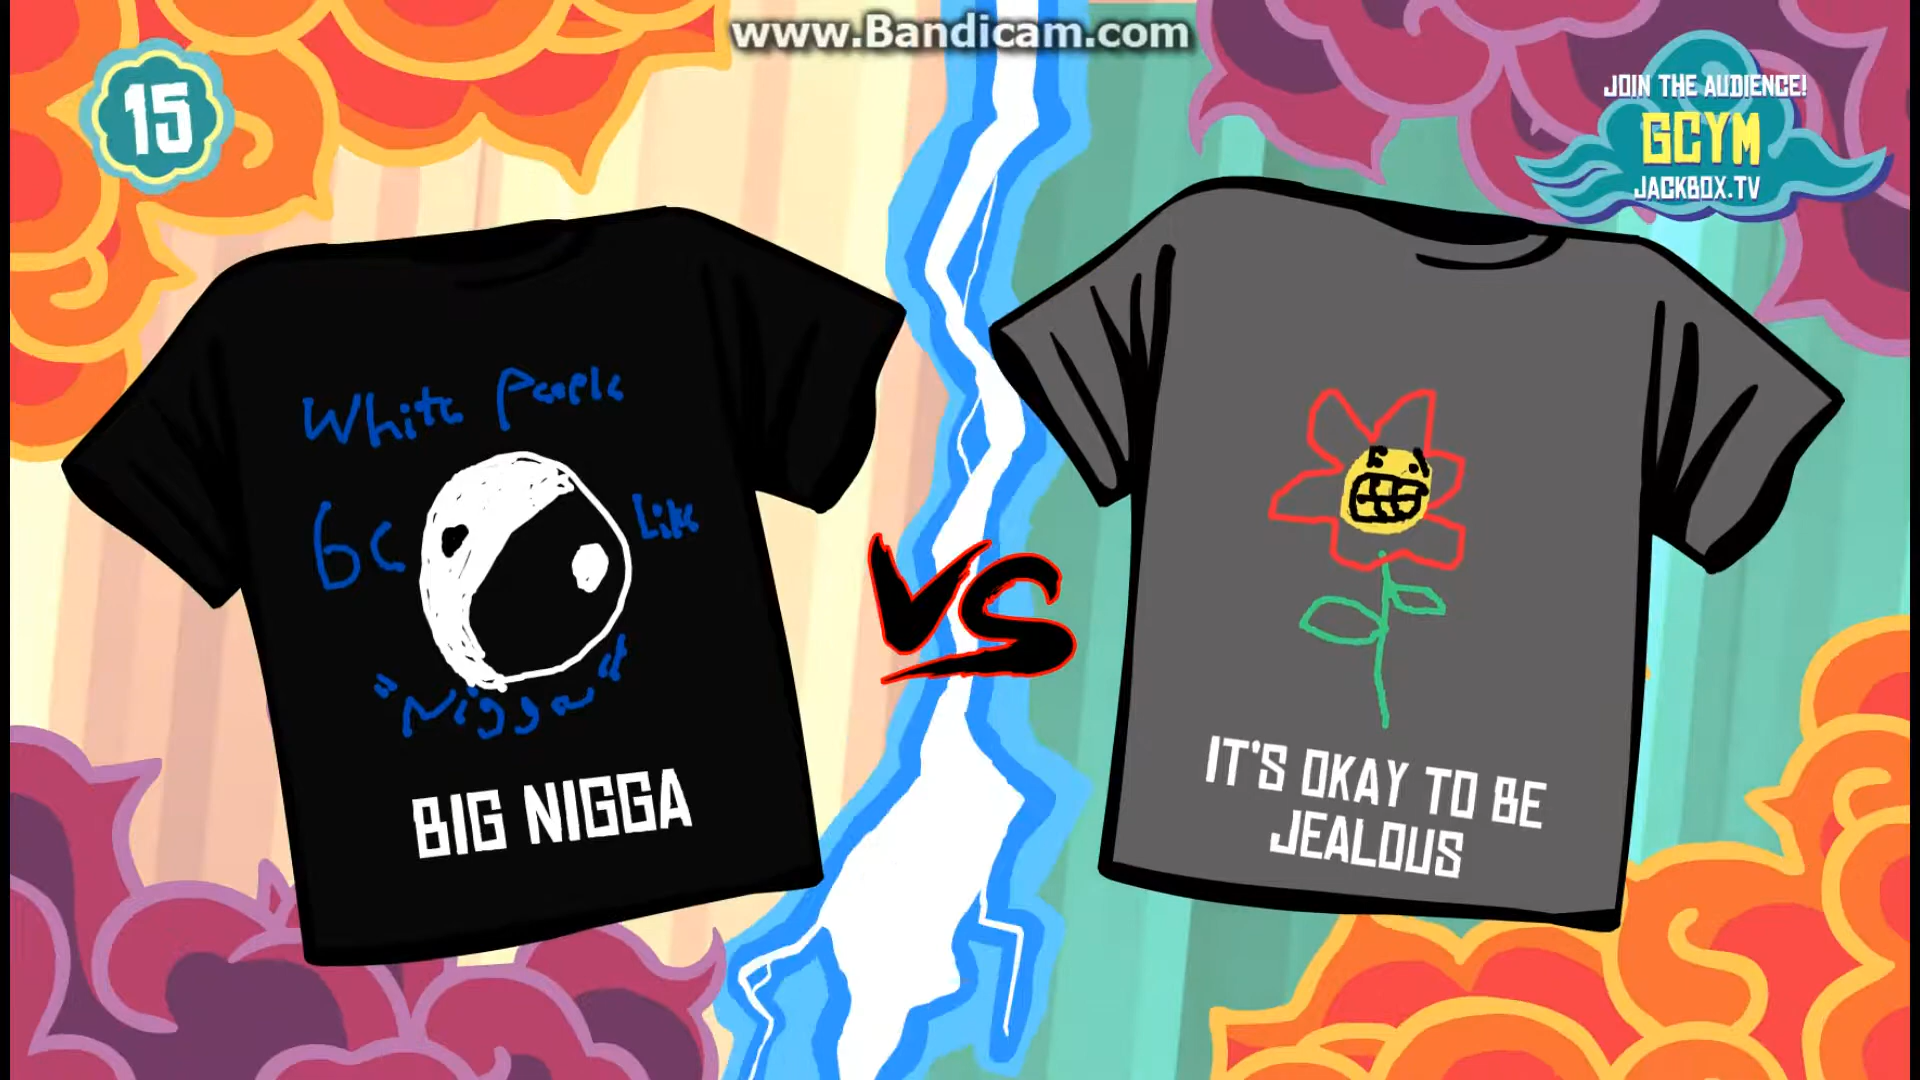 www.Bandicam.com
15
JOIN THE AUDIENCE!
GCYM
JACKBOX.TV
White People
be Like
"Nigga"
BIG NIGGA
VS
IT'S OKAY TO BE
JEALOUS